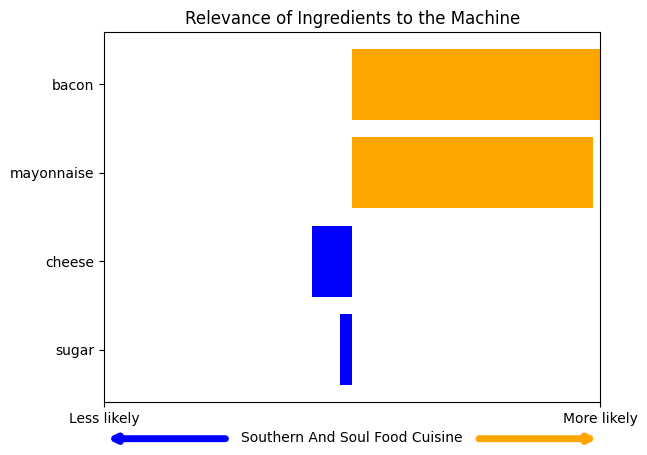 Relevance of Ingredients to the Machine
bacon
mayonnaise
cheese
sugar
Less likely
More likely
Southern And Soul Food Cuisine